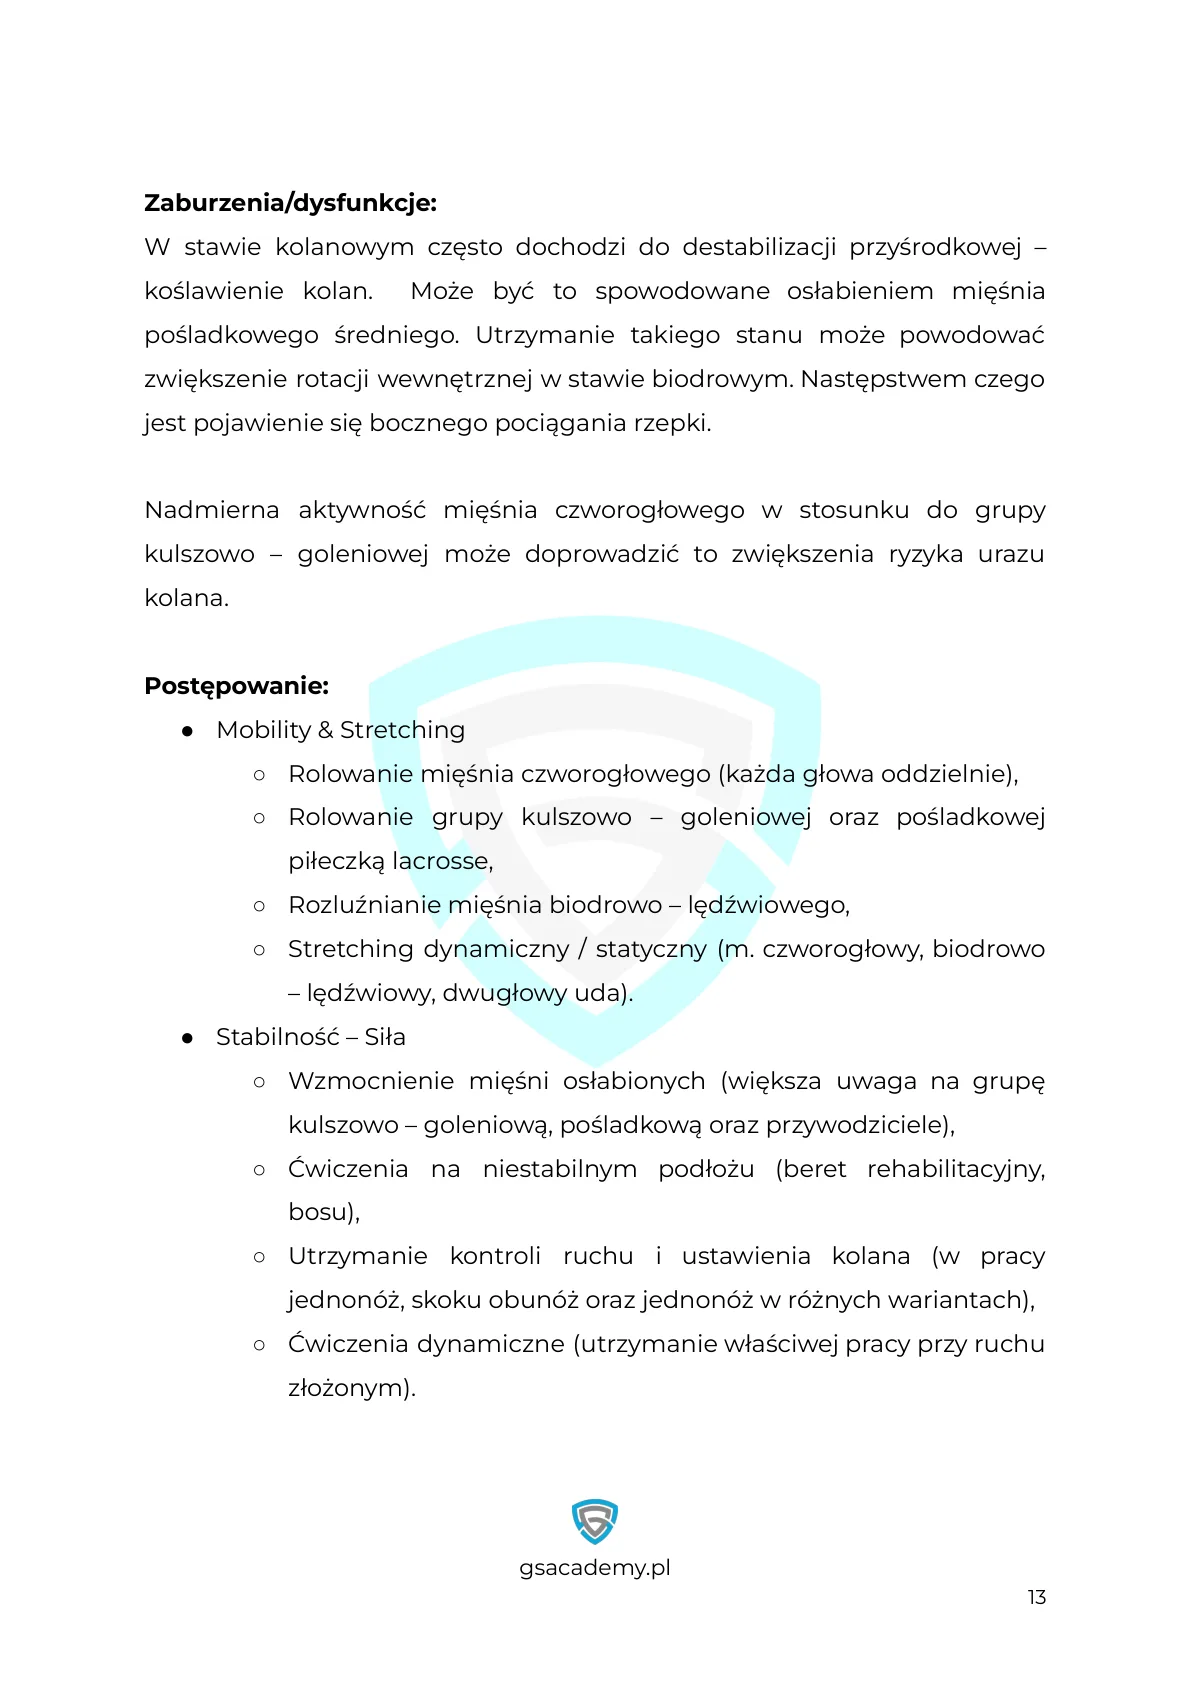 Zaburzenia/dysfunkcje:
W stawie kolanowym często dochodzi do destabilizacji przyśrodkowej –
koślawienie kolan. Może być to spowodowane osłabieniem mięśnia
pośladkowego średniego. Utrzymanie takiego stanu może powodować
zwiększenie rotacji wewnętrznej w stawie biodrowym. Następstwem czego
jest pojawienie się bocznego pociągania rzepki.
Nadmierna aktywność mięśnia czworogłowego w stosunku do grupy
kulszowo – goleniowej może doprowadzić to zwiększenia ryzyka urazu
kolana.
Postępowanie:
● Mobility & Stretching
○ Rolowanie mięśnia czworogłowego (każda głowa oddzielnie),
○ Rolowanie grupy kulszowo – goleniowej oraz pośladkowej
piłeczką lacrosse,
○ Rozluźnianie mięśnia biodrowo – lędźwiowego,
○ Stretching dynamiczny / statyczny (m. czworogłowy, biodrowo
– lędźwiowy, dwugłowy uda).
● Stabilność – Siła
○ Wzmocnienie mięśni osłabionych (większa uwaga na grupę
kulszowo – goleniową, pośladkową oraz przywodziciele),
○ Ćwiczenia na niestabilnym podłożu (beret rehabilitacyjny,
bosu),
○ Utrzymanie kontroli ruchu i ustawienia kolana (w pracy
jednonóż, skoku obunóż oraz jednonóż w różnych wariantach),
○ Ćwiczenia dynamiczne (utrzymanie właściwej pracy przy ruchu
złożonym).
gsacademy.pl
13